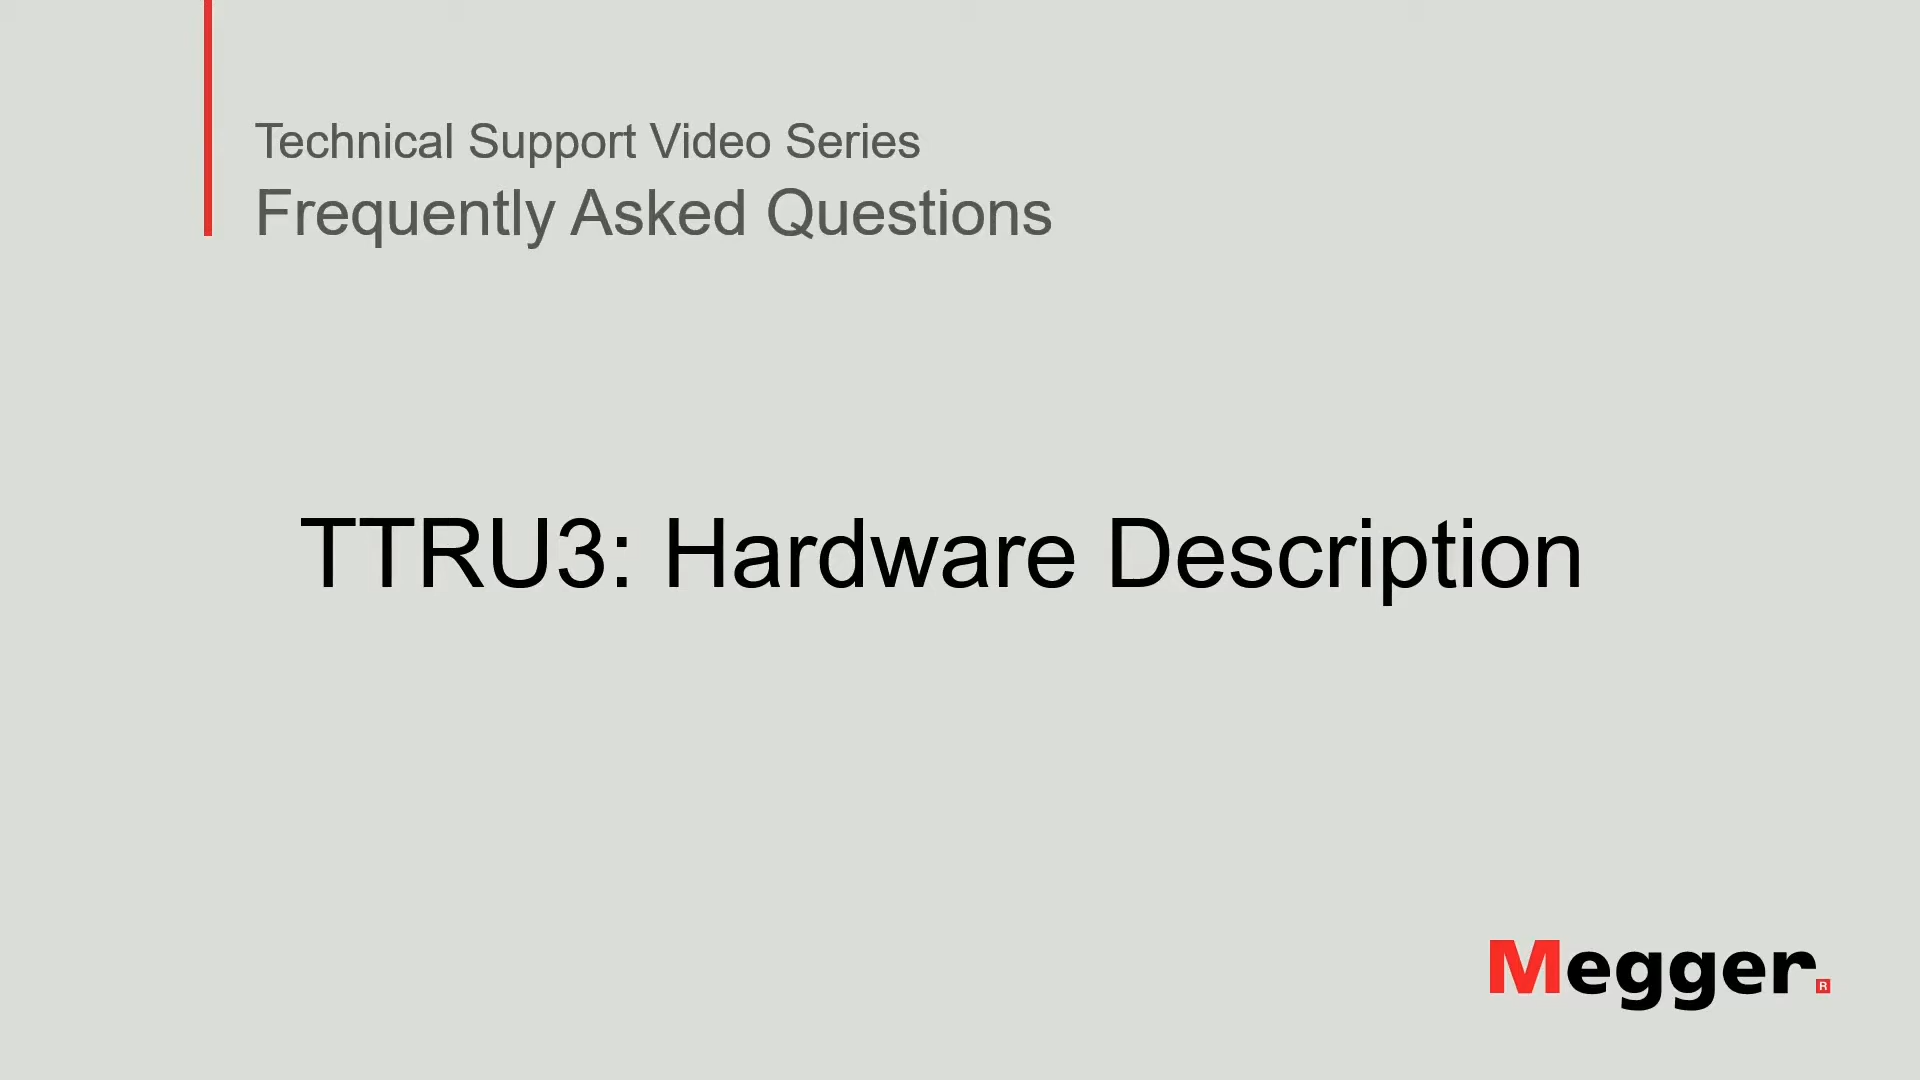 Technical Support Video Series
Frequently Asked Questions
TTRU3: Hardware Description
Megger®